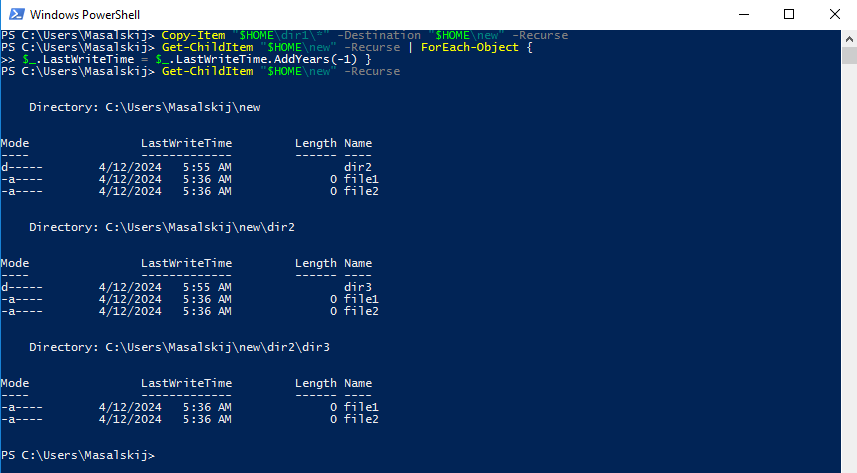 Windows PowerShell
PS C:\Users\Masalskij> Copy-Item "$HOME\dir1\*" -Destination "$HOME\new" -Recurse
PS C:\Users\Masalskij> Get-ChildItem "$HOME\new" -Recurse | ForEach-Object {
>> $_.LastWriteTime = $_.LastWriteTime.AddYears(-1) }
PS C:\Users\Masalskij> Get-ChildItem "$HOME\new" -Recurse
Directory: C:\Users\Masalskij\new
Mode LastWriteTime Length Name
---- ------------- ------ ----
d----- 4/12/2024 5:55 AM dir2
-a---- 4/12/2024 5:36 AM 0 file1
-a---- 4/12/2024 5:36 AM 0 file2
Directory: C:\Users\Masalskij\new\dir2
Mode LastWriteTime Length Name
---- ------------- ------ ----
d----- 4/12/2024 5:55 AM dir3
-a---- 4/12/2024 5:36 AM 0 file1
-a---- 4/12/2024 5:36 AM 0 file2
Directory: C:\Users\Masalskij\new\dir2\dir3
Mode LastWriteTime Length Name
---- ------------- ------ ----
-a---- 4/12/2024 5:36 AM 0 file1
-a---- 4/12/2024 5:36 AM 0 file2
PS C:\Users\Masalskij>